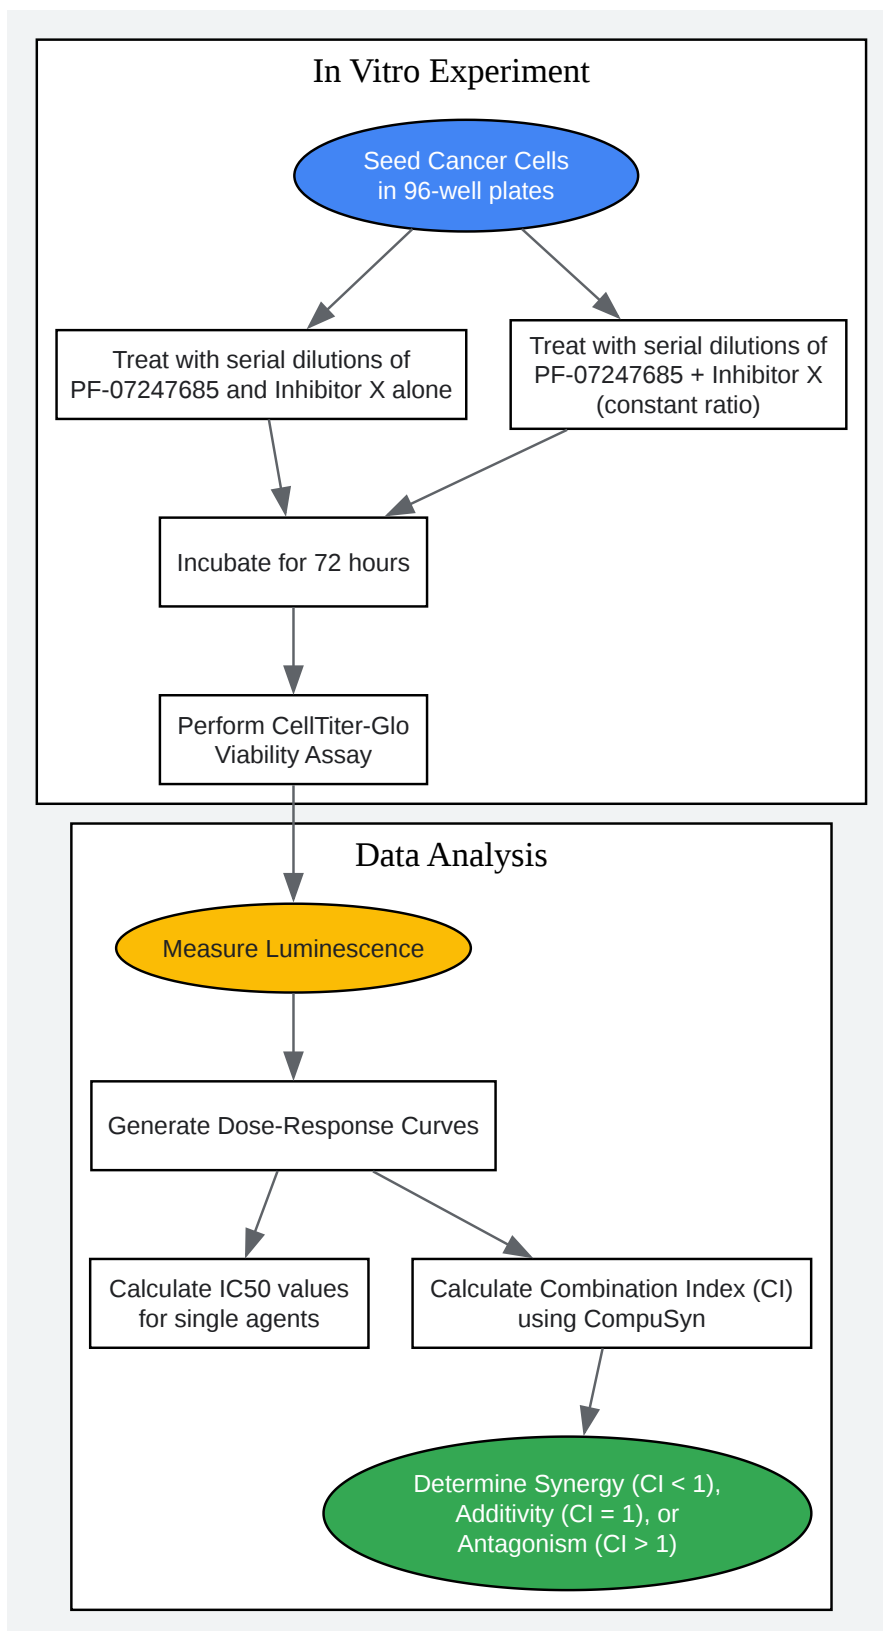 In Vitro Experiment
Seed Cancer Cells
in 96-well plates
Treat with serial dilutions of
PF-07247685 and Inhibitor X alone
Treat with serial dilutions of
PF-07247685 + Inhibitor X
(constant ratio)
Incubate for 72 hours
Perform CellTiter-Glo
Viability Assay
Data Analysis
Measure Luminescence
Generate Dose-Response Curves
Calculate IC50 values
for single agents
Calculate Combination Index (CI)
using CompuSyn
Determine Synergy (CI < 1),
Additivity (CI = 1), or
Antagonism (CI > 1)